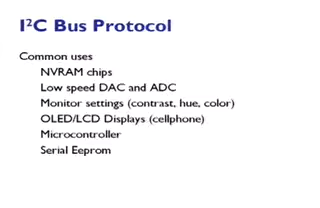 I²C Bus Protocol
Common uses
NVRAM chips
Low speed DAC and ADC
Monitor settings (contrast, hue, color)
OLED/LCD Displays (cellphone)
Microcontroller
Serial Eeprom